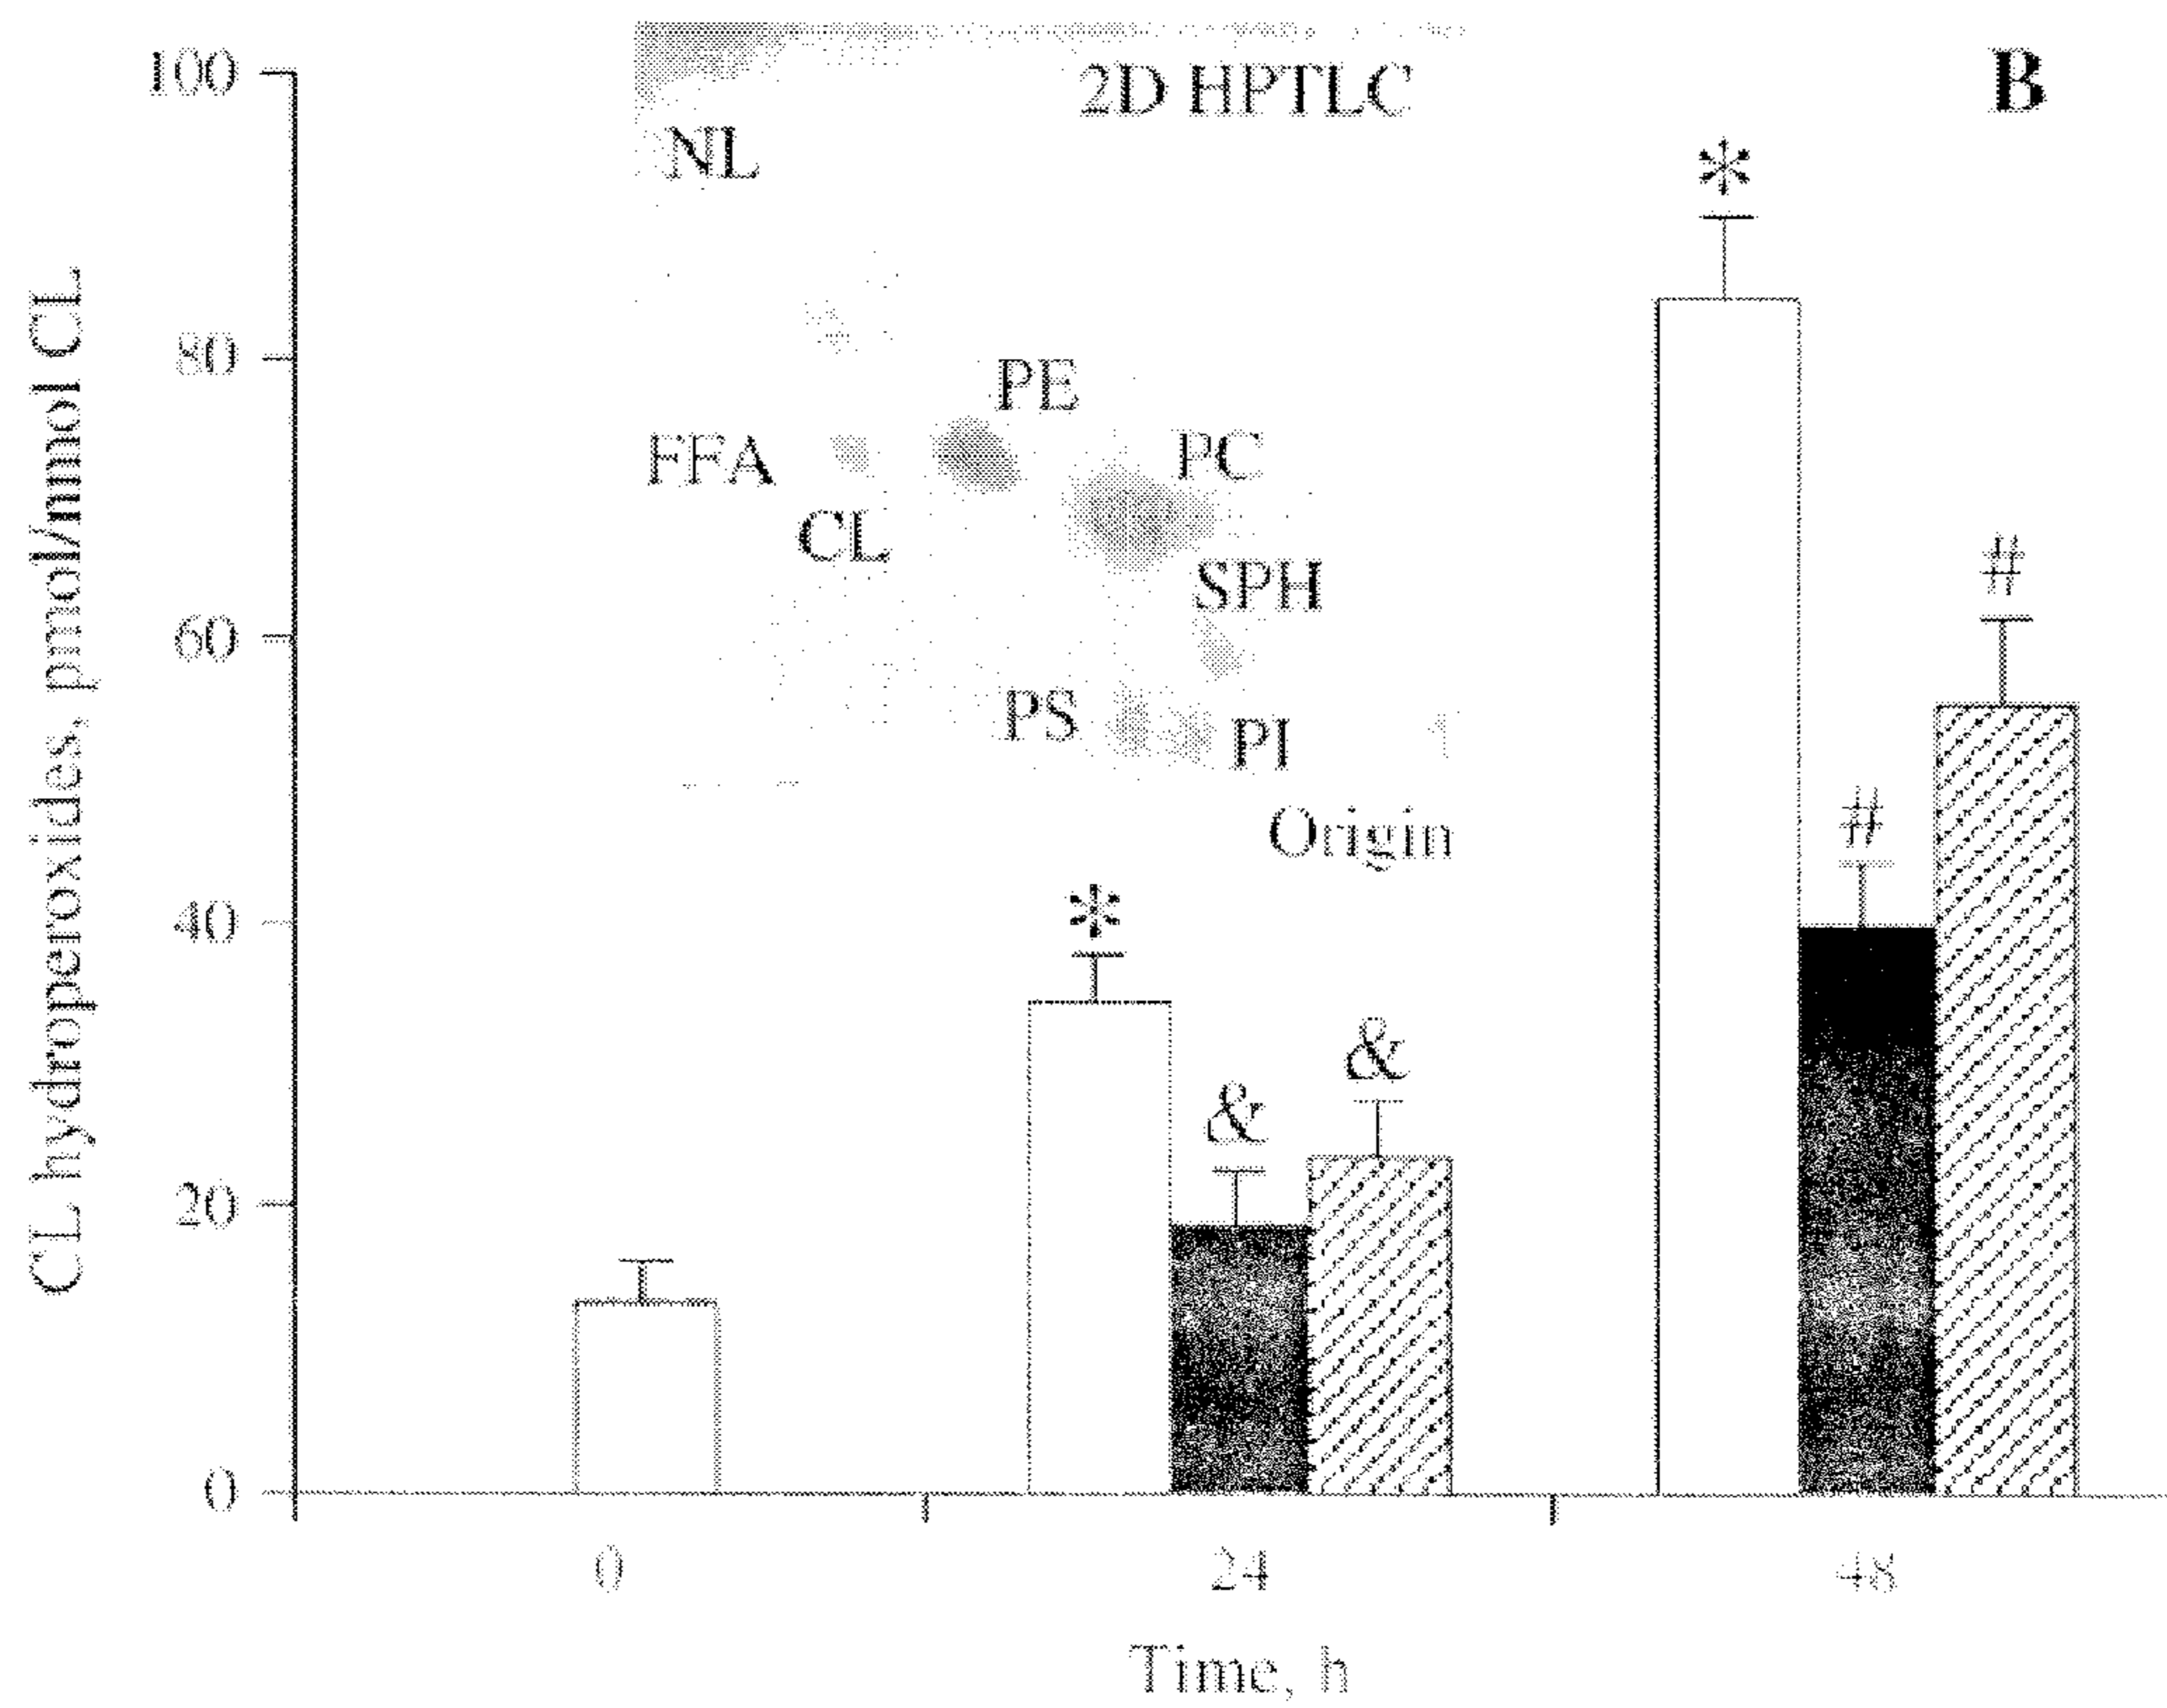 B
2D HPTLC
NL
PE
FFA
PC
CL
SPH
PS
PI
Origin
CL hydroperoxides, pmol/nmol CL
100
80
60
40
20
0
*
&
&
*
#
#
0
24
48
Time, h